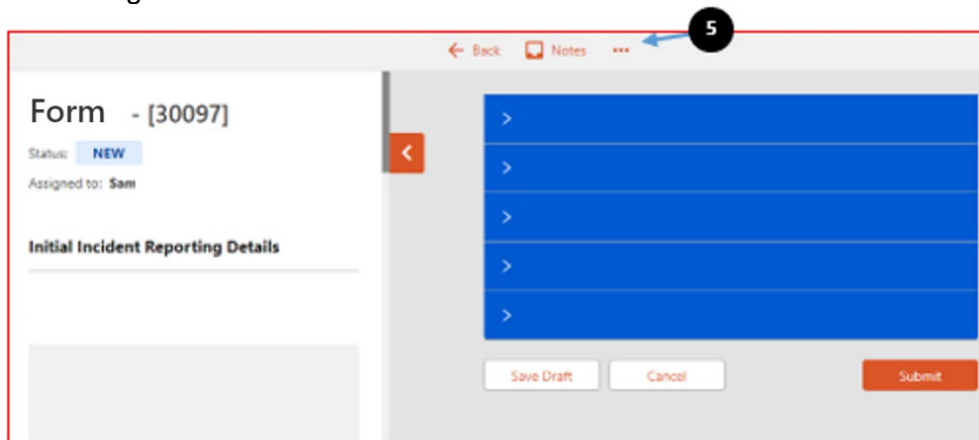 5
← Back Notes •••
Form - [30097]
Status: NEW
Assigned to: Sam
Initial Incident Reporting Details
Save Draft Cancel Submit